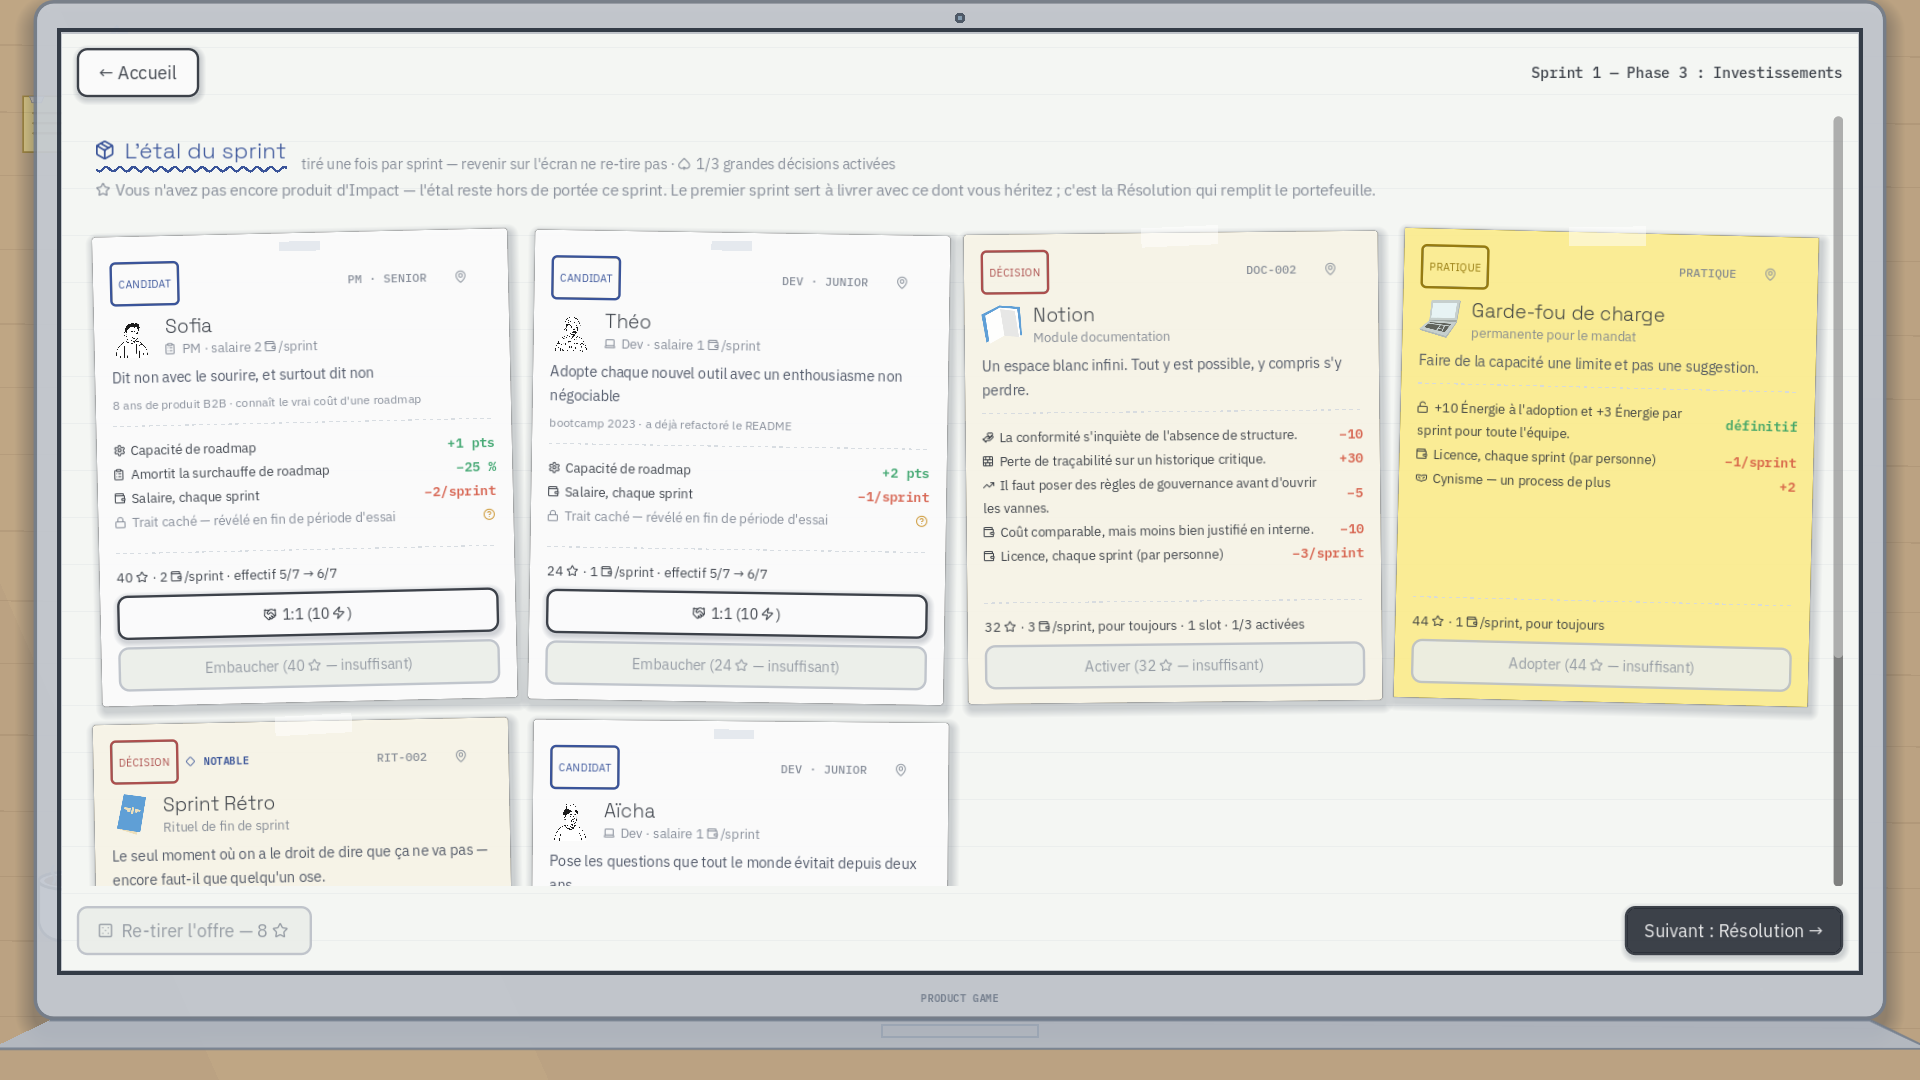 ← Accueil
Sprint 1 — Phase 3 : Investissements
L'étal du sprint
tiré une fois par sprint — revenir sur l'écran ne re-tire pas · 1/3 grandes décisions activées
Vous n'avez pas encore produit d'Impact — l'étal reste hors de portée ce sprint. Le premier sprint sert à livrer avec ce dont vous héritez ; c'est la Résolution qui remplit le portefeuille.
CANDIDAT
PM · SENIOR
Sofia
PM · salaire 2 /sprint
Dit non avec le sourire, et surtout dit non
8 ans de produit B2B · connaît le vrai coût d'une roadmap
Capacité de roadmap +1 pts
Amortit la surchauffe de roadmap −25 %
Salaire, chaque sprint −2/sprint
Trait caché — révélé en fin de période d'essai
40 · 2 /sprint · effectif 5/7 → 6/7
1:1 (10 )
Embaucher (40 — insuffisant)
CANDIDAT
DEV · JUNIOR
Théo
Dev · salaire 1 /sprint
Adopte chaque nouvel outil avec un enthousiasme non
négociable
bootcamp 2023 · a déjà refactoré le README
Capacité de roadmap +2 pts
Salaire, chaque sprint −1/sprint
Trait caché — révélé en fin de période d'essai
24 · 1 /sprint · effectif 5/7 → 6/7
1:1 (10 )
Embaucher (24 — insuffisant)
DÉCISION
DOC-002
Notion
Module documentation
Un espace blanc infini. Tout y est possible, y compris s'y
perdre.
La conformité s'inquiète de l'absence de structure. −10
Perte de traçabilité sur un historique critique. +30
Il faut poser des règles de gouvernance avant d'ouvrir
les vannes. −5
Coût comparable, mais moins bien justifié en interne. −10
Licence, chaque sprint (par personne) −3/sprint
32 · 3 /sprint, pour toujours · 1 slot · 1/3 activées
Activer (32 — insuffisant)
PRATIQUE
PRATIQUE
Garde-fou de charge
permanente pour le mandat
Faire de la capacité une limite et pas une suggestion.
+10 Énergie à l'adoption et +3 Énergie par
sprint pour toute l'équipe. définitif
Licence, chaque sprint (par personne) −1/sprint
Cynisme — un process de plus +2
44 · 1 /sprint, pour toujours
Adopter (44 — insuffisant)
DÉCISION
NOTABLE
RIT-002
Sprint Rétro
Rituel de fin de sprint
Le seul moment où on a le droit de dire que ça ne va pas —
encore faut-il que quelqu'un ose.
CANDIDAT
DEV · JUNIOR
Aïcha
Dev · salaire 1 /sprint
Pose les questions que tout le monde évitait depuis deux
ans.
Re-tirer l'offre — 8
Suivant : Résolution →
PRODUCT GAME